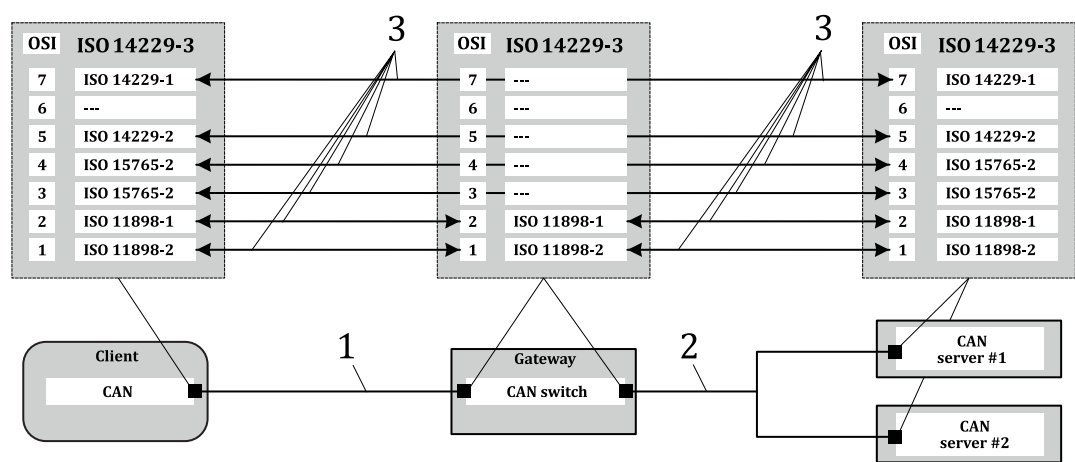 3
3
OSI ISO 14229-3
7 ISO 14229-1
6 ---
5 ISO 14229-2
4 ISO 15765-2
3 ISO 15765-2
2 ISO 11898-1
1 ISO 11898-2
OSI ISO 14229-3
7 ---
6 ---
5 ---
4 ---
3 ---
2 ISO 11898-1
1 ISO 11898-2
OSI ISO 14229-3
7 ISO 14229-1
6 ---
5 ISO 14229-2
4 ISO 15765-2
3 ISO 15765-2
2 ISO 11898-1
1 ISO 11898-2
Client
CAN
1
Gateway
CAN switch
2
CAN
server #1
CAN
server #2